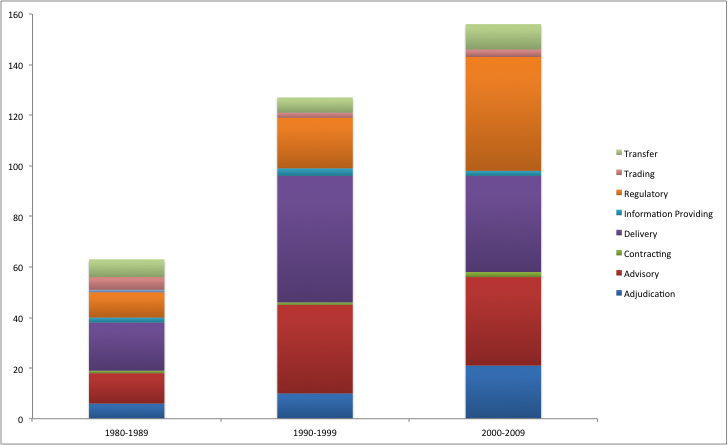 160
140
120
100
80
60
40
20
0
1980-1989
1990-1999
2000-2009
Transfer
Trading
Regulatory
Information Providing
Delivery
Contracting
Advisory
Adjudication